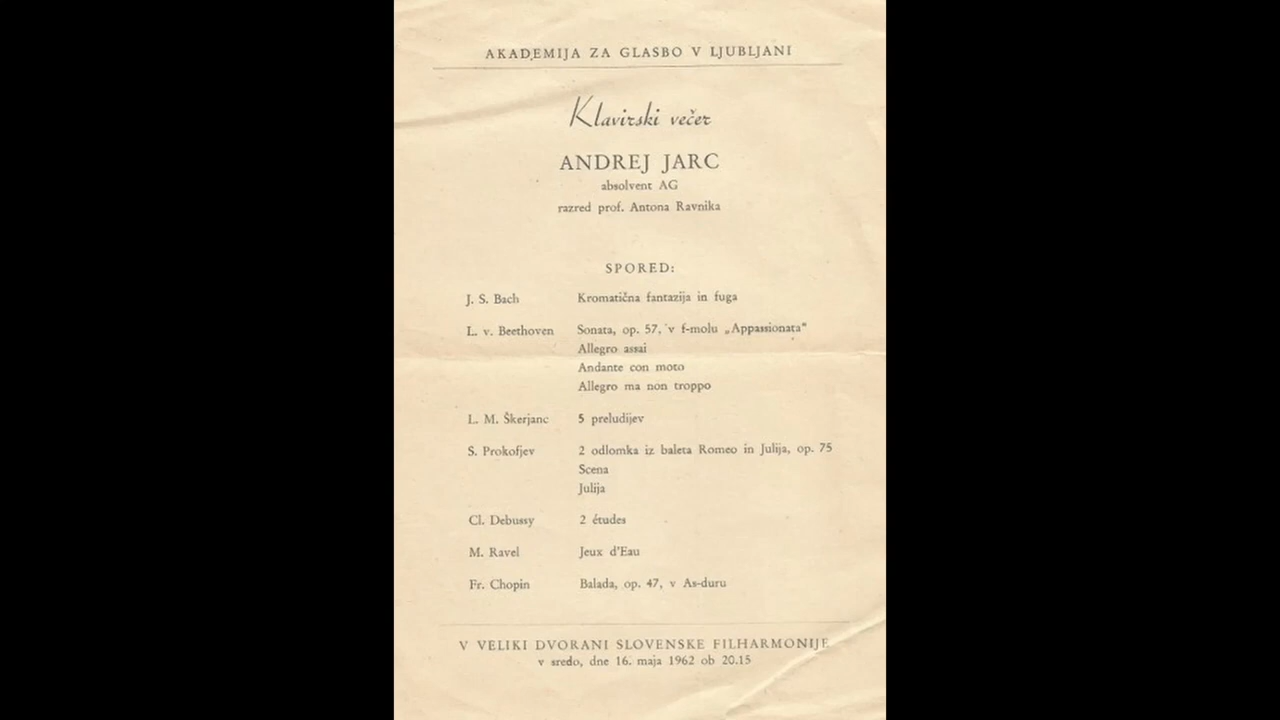 AKADEMIJA ZA GLASBO V LJUBLJANI
Klavirski večer
ANDREJ JARC
absolvent AG
razred prof. Antona Ravnika
SPORED:
J. S. Bach Kromatična fantazija in fuga
L. v. Beethoven Sonata, op. 57, v f-molu „Appassionata"
Allegro assai
Andante con moto
Allegro ma non troppo
L. M. Škerjanc 5 preludijev
S. Prokofjev 2 odlomka iz baleta Romeo in Julija, op. 75
Scena
Julija
Cl. Debussy 2 études
M. Ravel Jeux d'Eau
Fr. Chopin Balada, op. 47, v As-duru
V VELIKI DVORANI SLOVENSKE FILHARMONIJE
v sredo, dne 16. maja 1962 ob 20.15